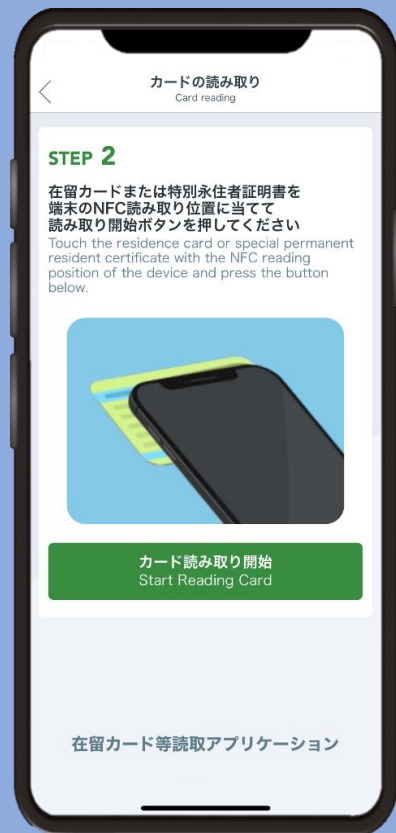 カードの読み取り
Card reading
STEP 2
在留カードまたは特別永住者証明書を
端末のNFC読み取り位置に当てて
読み取り開始ボタンを押してください
Touch the residence card or special permanent
resident certificate with the NFC reading
position of the device and press the button
below.
カード読み取り開始
Start Reading Card
在留カード等読取アプリケーション